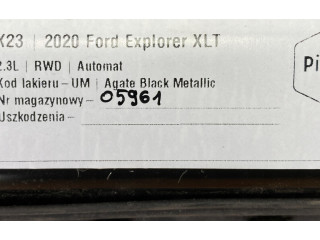 K23 | 2020 Ford Explorer XLT
2.3L | RWD | Automat
Kod lakieru – UM | Agate Black Metallic
Nr magazynowy – 05961
Uszkodzenia –
Pi